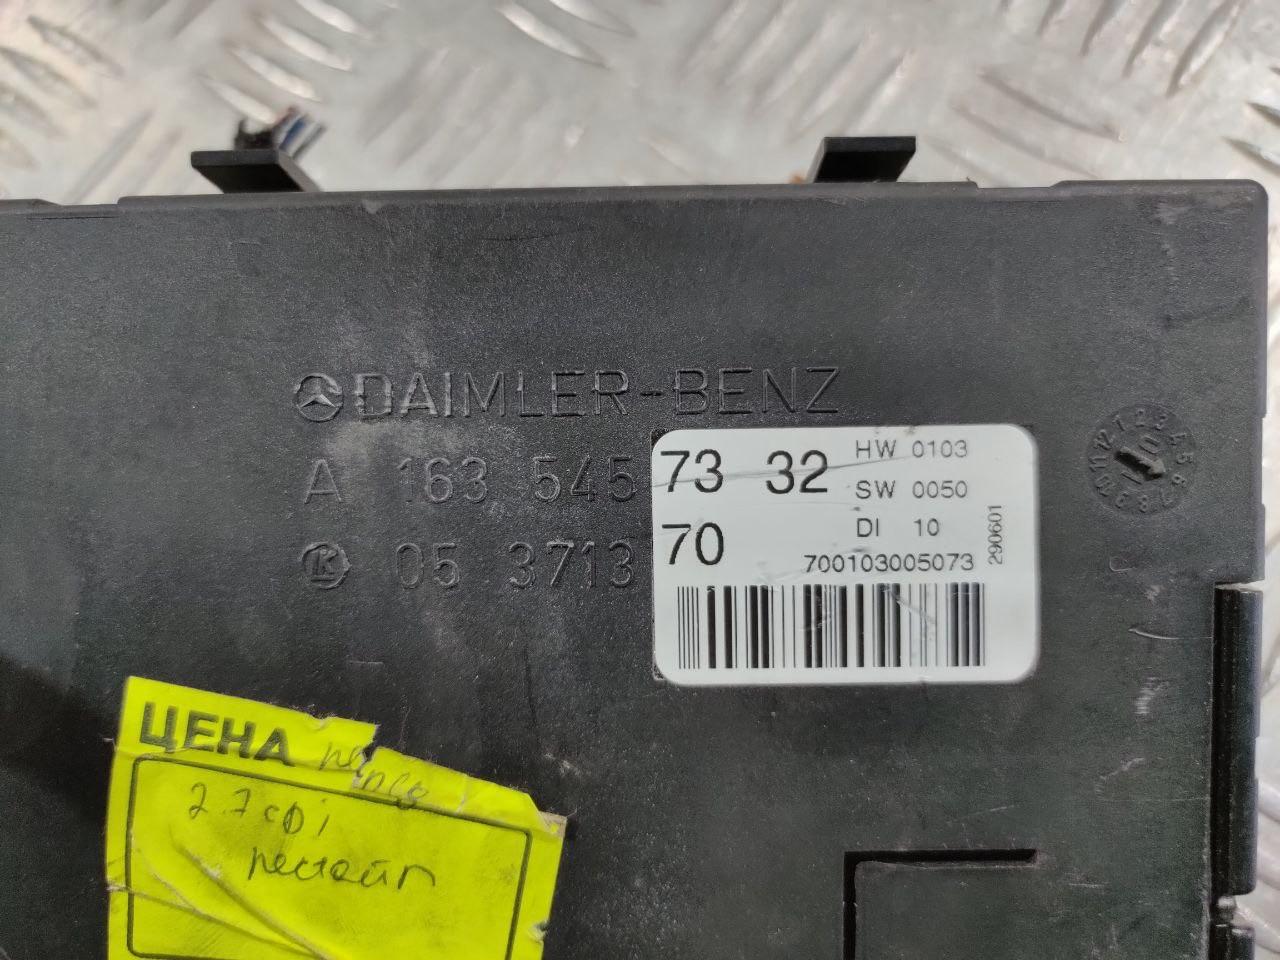 DAIMLER-BENZ
A 163 545 73 32
HW 0103
SW 0050
05 3713 70
DI 10
700103005073
290601
ЦЕНА
2.7 cDi
рестайл